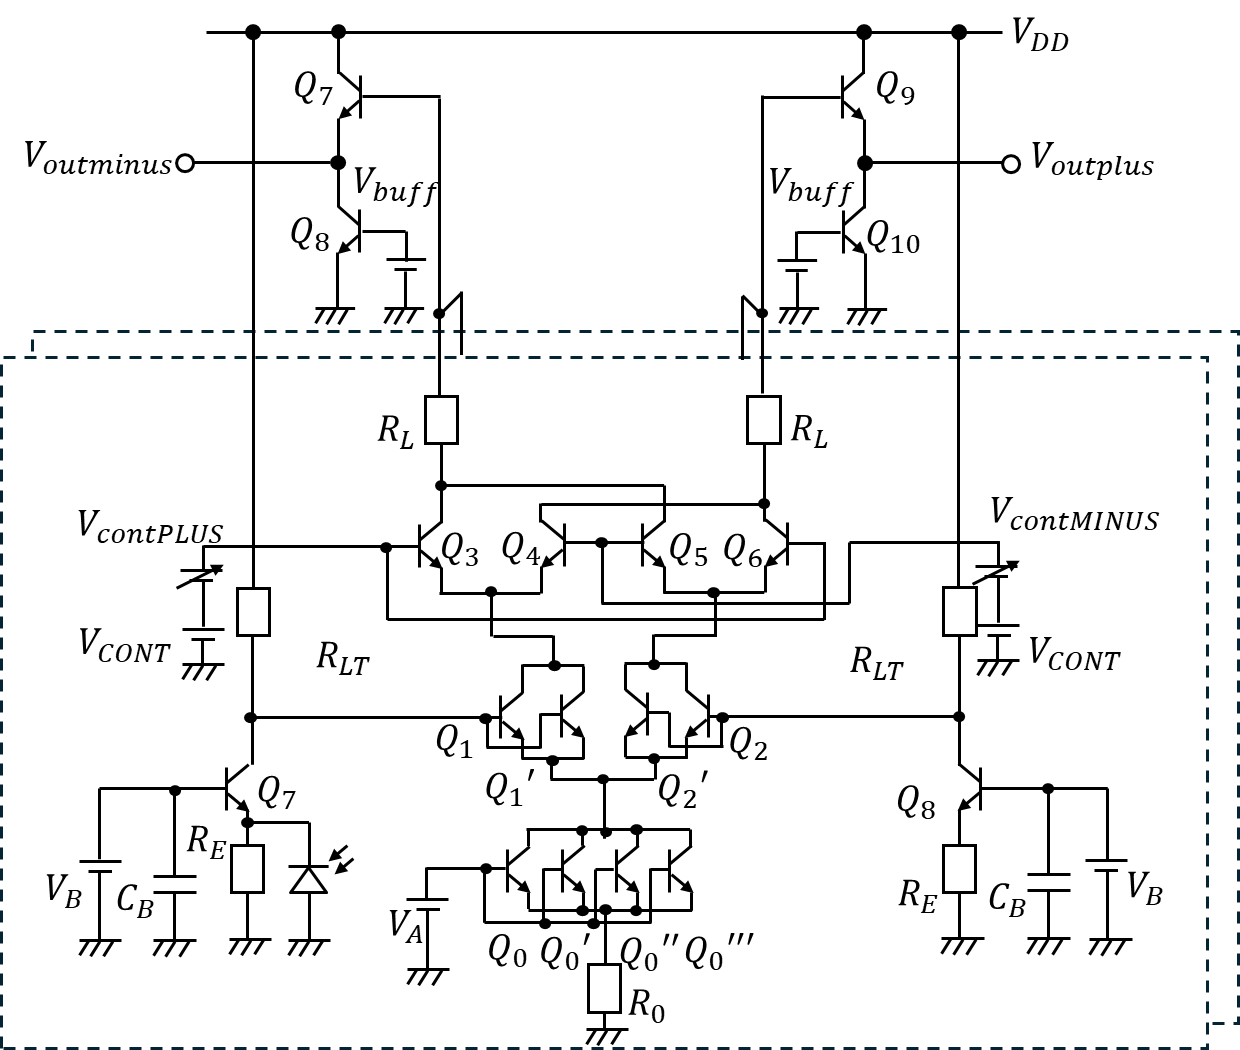 V_DD
Q_7
Q_9
V_outminus
V_buff
V_buff
V_outplus
Q_8
Q_10
R_L
R_L
V_contPLUS
Q_3
Q_4
Q_5
Q_6
V_contMINUS
V_CONT
R_LT
R_LT
V_CONT
Q_1
Q_2
Q_1'
Q_2'
Q_7
Q_8
R_E
V_B
C_B
R_E
C_B
V_B
V_A
Q_0
Q_0'
Q_0''
Q_0'''
R_0